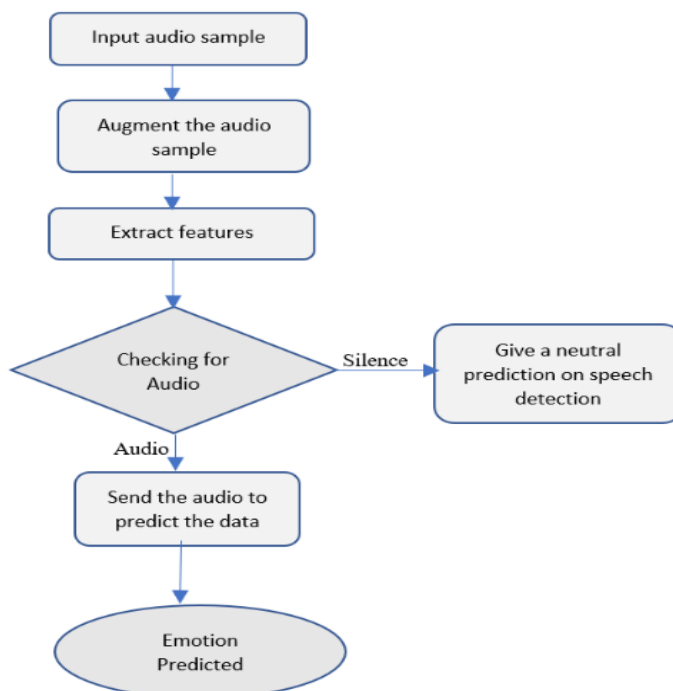 Input audio sample
Augment the audio
sample
Extract features
Checking for
Audio
Silence
Give a neutral
prediction on speech
detection
Audio
Send the audio to
predict the data
Emotion
Predicted